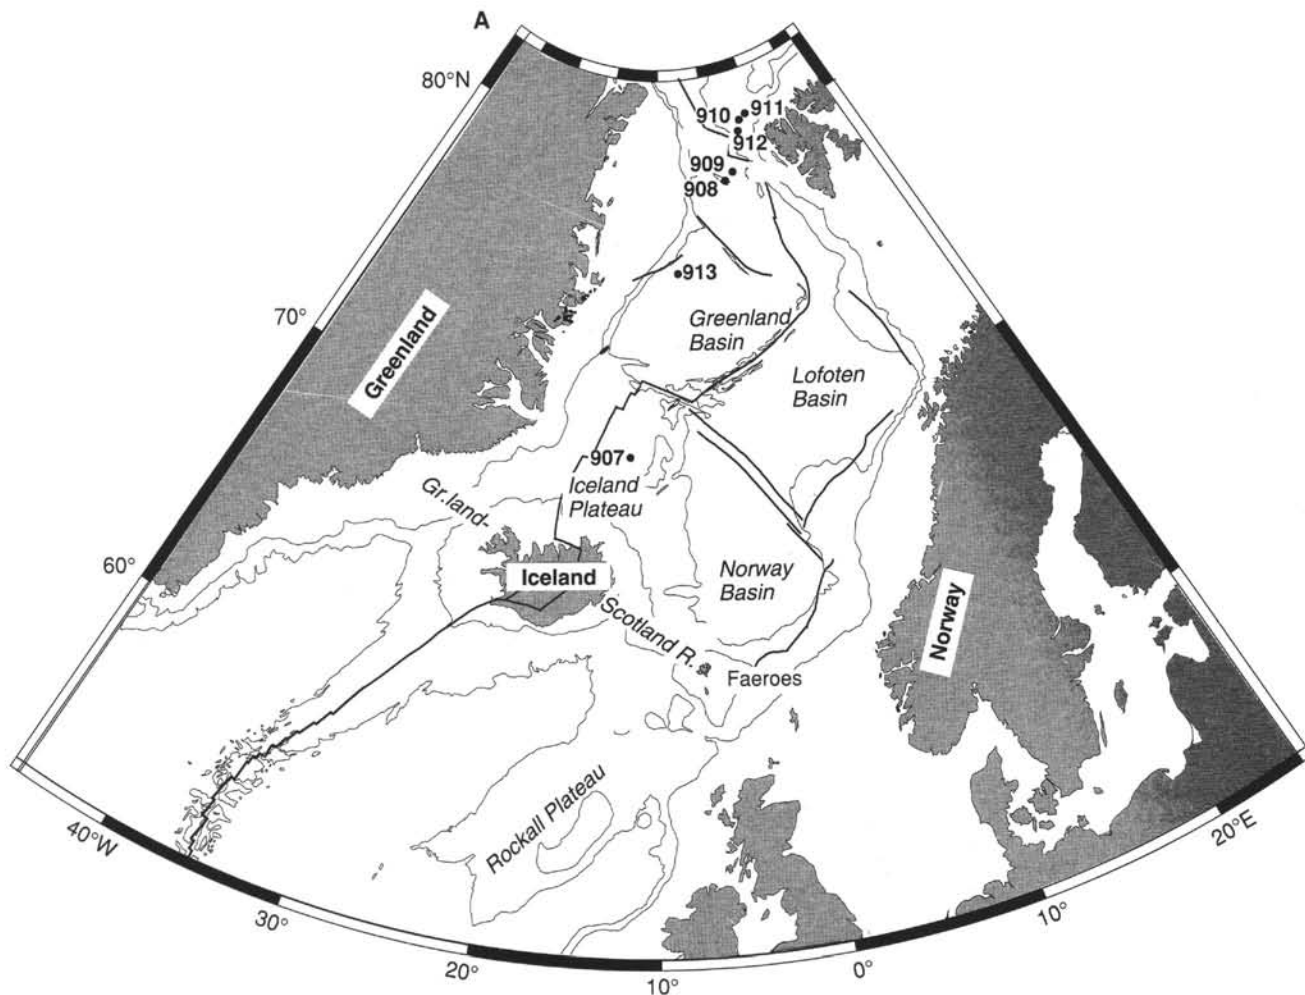 A
80°N
910
911
912
909
908
913
70°
Greenland
Greenland
Basin
Lofoten
Basin
907
Iceland
Plateau
Gr.land-
60°
Iceland
Norway
Basin
Scotland R.
Norway
Faeroes
Rockall Plateau
40°W
30°
20°
10°
0°
10°
20°E